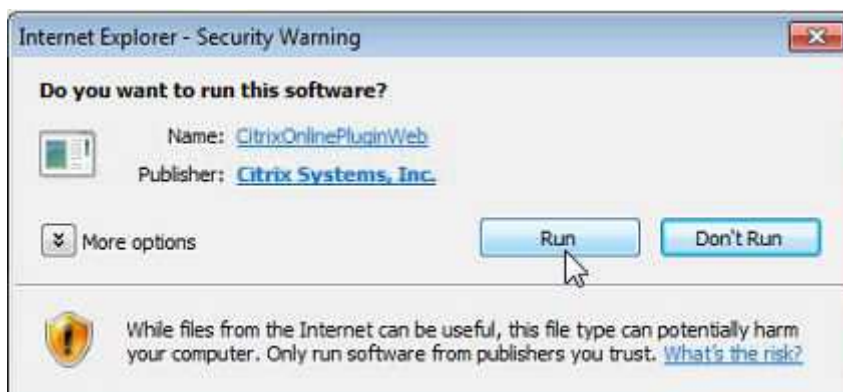 Internet Explorer - Security Warning
Do you want to run this software?
Name: CitrixOnlinePluginWeb
Publisher: Citrix Systems, Inc.
More options
Run
Don't Run
While files from the Internet can be useful, this file type can potentially harm
your computer. Only run software from publishers you trust. What's the risk?